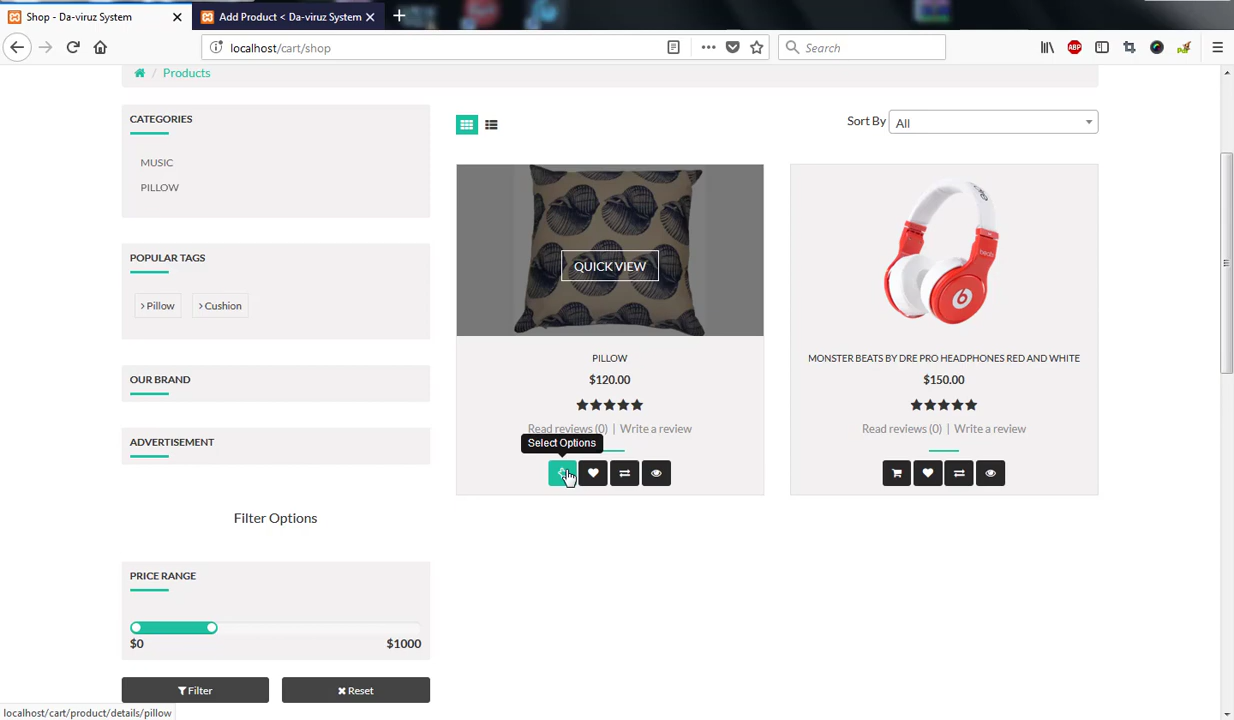 Shop - Da-viruz System
Add Product < Da-viruz System
localhost/cart/shop
Search
ABP
Products
CATEGORIES
MUSIC
PILLOW
POPULAR TAGS
Pillow
Cushion
OUR BRAND
ADVERTISEMENT
Filter Options
PRICE RANGE
$0
$1000
Filter
Reset
Sort By
All
QUICK VIEW
PILLOW
$120.00
Read reviews (0) | Write a review
Select Options
beats
MONSTER BEATS BY DRE PRO HEADPHONES RED AND WHITE
$150.00
Read reviews (0) | Write a review
localhost/cart/product/details/pillow